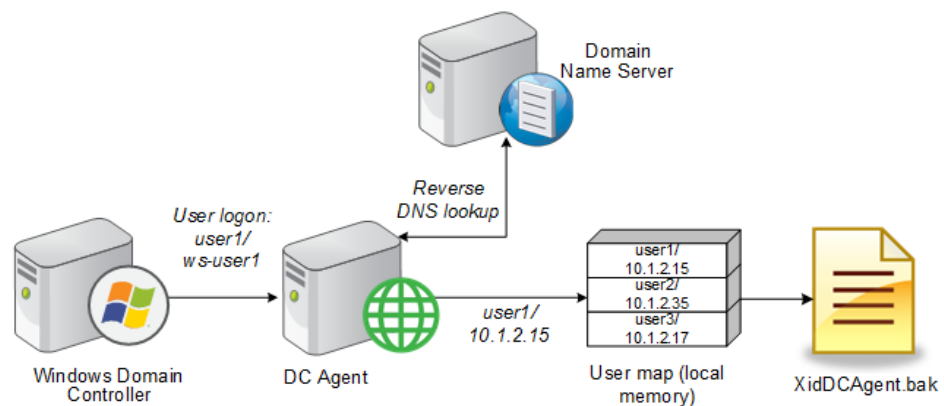 Domain
Name Server
Reverse
DNS lookup
User logon:
user1/
ws-user1
user1/
10.1.2.15
user1/
10.1.2.15
user2/
10.1.2.35
user3/
10.1.2.17
Windows Domain
Controller
DC Agent
User map (local
memory)
XidDCAgent.bak